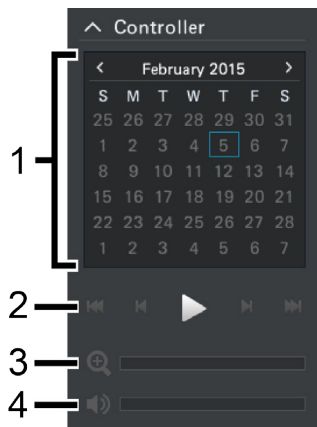 Controller
February 2015
S M T W T F S
25 26 27 28 29 30 31
1 2 3 4 5 6 7
8 9 10 11 12 13 14
15 16 17 18 19 20 21
22 23 24 25 26 27 28
1 2 3 4 5 6 7
1
2
3
4